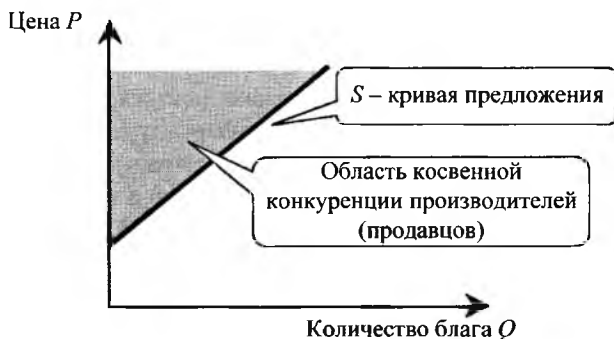 Цена P
S – кривая предложения
Область косвенной
конкуренции производителей
(продавцов)
Количество блага Q